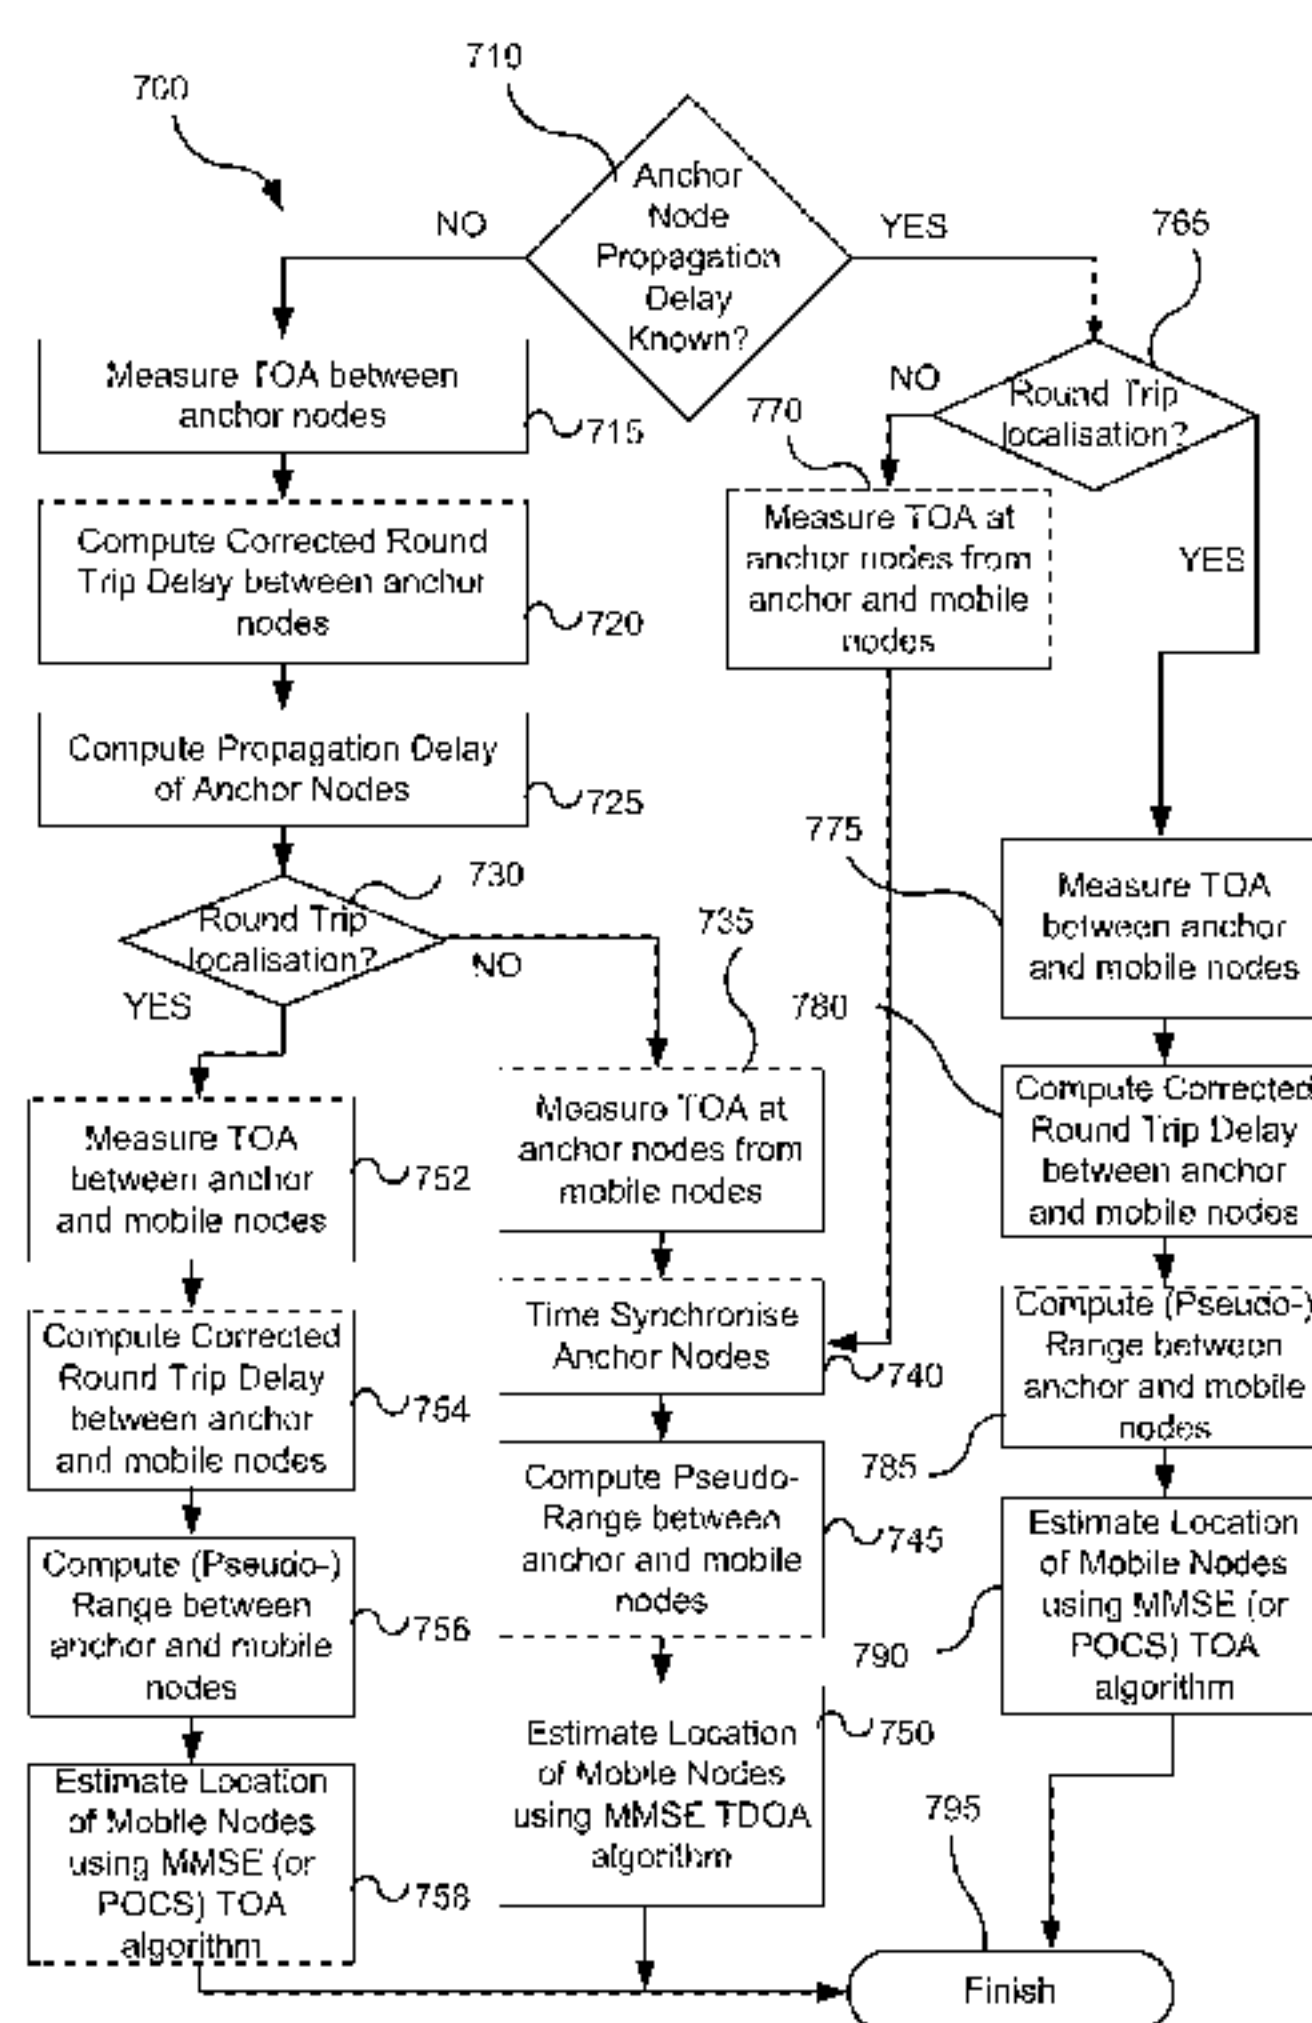 700
710
Anchor
Node
Propagation
Delay
Known?
NO
YES
765
Measure TOA between
anchor nodes
715
Round Trip
localisation?
NO
YES
770
Measure TOA at
anchor nodes from
anchor and mobile
nodes
Compute Corrected Round
Trip Delay between anchor
nodes
720
Compute Propagation Delay
of Anchor Nodes
725
730
Round Trip
localisation?
YES
NO
735
775
Measure TOA
between anchor
and mobile nodes
780
Compute Corrected
Round Trip Delay
between anchor
and mobile nodes
Measure TOA
between anchor
and mobile nodes
752
Measure TOA at
anchor nodes from
mobile nodes
Time Synchronise
Anchor Nodes
740
Compute (Pseudo-)
Range between
anchor and mobile
nodes
785
Compute Corrected
Round Trip Delay
between anchor
and mobile nodes
754
Compute Pseudo-
Range between
anchor and mobile
nodes
745
Estimate Location
of Mobile Nodes
using MMSE (or
POCS) TOA
algorithm
790
Compute (Pseudo-)
Range between
anchor and mobile
nodes
756
Estimate Location
of Mobile Nodes
using MMSE TDOA
algorithm
750
Estimate Location
of Mobile Nodes
using MMSE (or
POCS) TOA
algorithm
758
795
Finish